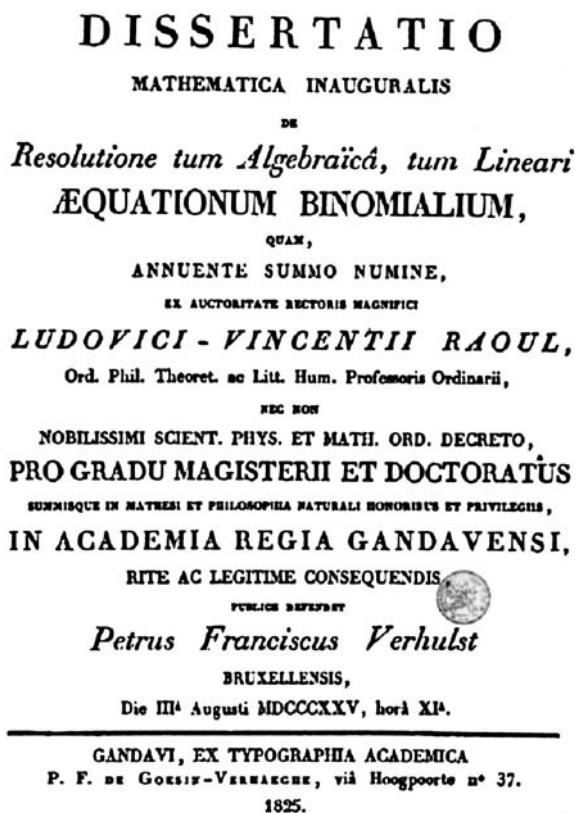 DISSERTATIO
MATHEMATICA INAUGURALIS
DE
Resolutione tum Algebraïcâ, tum Lineari
ÆQUATIONUM BINOMIALIUM,
QUAM,
ANNUENTE SUMMO NUMINE,
EX AUCTORITATE RECTORIS MAGNIFICI
LUDOVICI - VINCENTII RAOUL,
Ord. Phil. Theoret. ac Litt. Hum. Professoris Ordinarii,
NEC NON
NOBILISSIMI SCIENT. PHYS. ET MATH. ORD. DECRETO,
PRO GRADU MAGISTERII ET DOCTORATÛS
SUMMISQUE IN MATHESI ET PHILOSOPHIA NATURALI HONORIBUS ET PRIVILEGIIS,
IN ACADEMIA REGIA GANDAVENSI,
RITE AC LEGITIME CONSEQUENDIS
PUBLICE DEFENDET
Petrus Franciscus Verhulst
BRUXELLENSIS,
Die IIIᴬ Augusti MDCCCXXV, horâ XIᴬ.
GANDAVI, EX TYPOGRAPHIA ACADEMICA
P. F. DE GOESIN-VERHAEGHE, viâ Hoogpoorte nº 37.
1825.